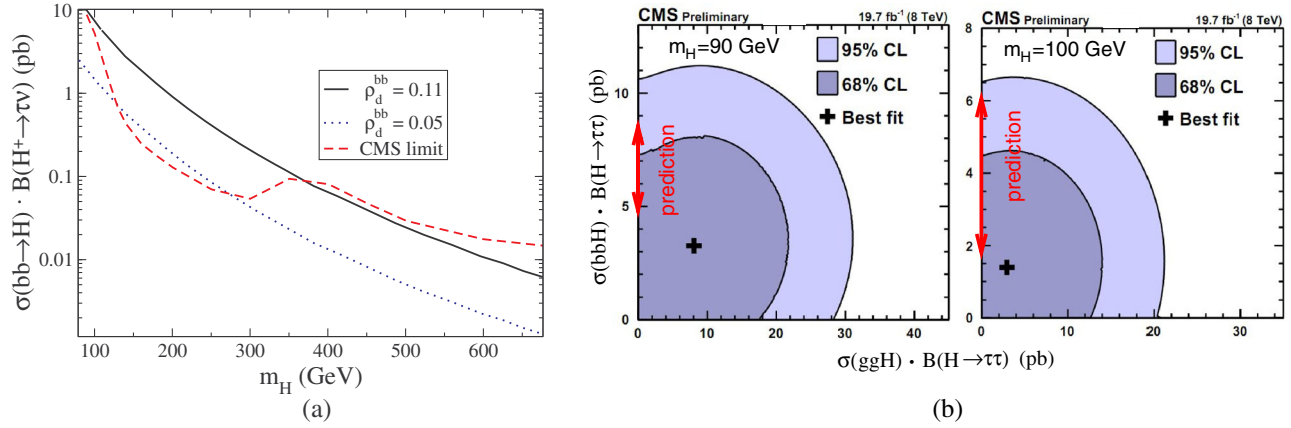 σ(bb→H) · B(H⁺→τν) (pb)
10
1
0.1
0.01
100 200 300 400 500 600
m_H (GeV)
ρ_d^bb = 0.11
ρ_d^bb = 0.05
CMS limit
(a)
CMS Preliminary 19.7 fb⁻¹ (8 TeV)
m_H=90 GeV
95% CL
68% CL
Best fit
prediction
σ(bbH) · B(H→ττ) (pb)
10
5
0
0 10 20 30 40
CMS Preliminary 19.7 fb⁻¹ (8 TeV)
m_H=100 GeV
95% CL
68% CL
Best fit
prediction
8
6
4
2
0
0 10 20 30
σ(ggH) · B(H→ττ) (pb)
(b)